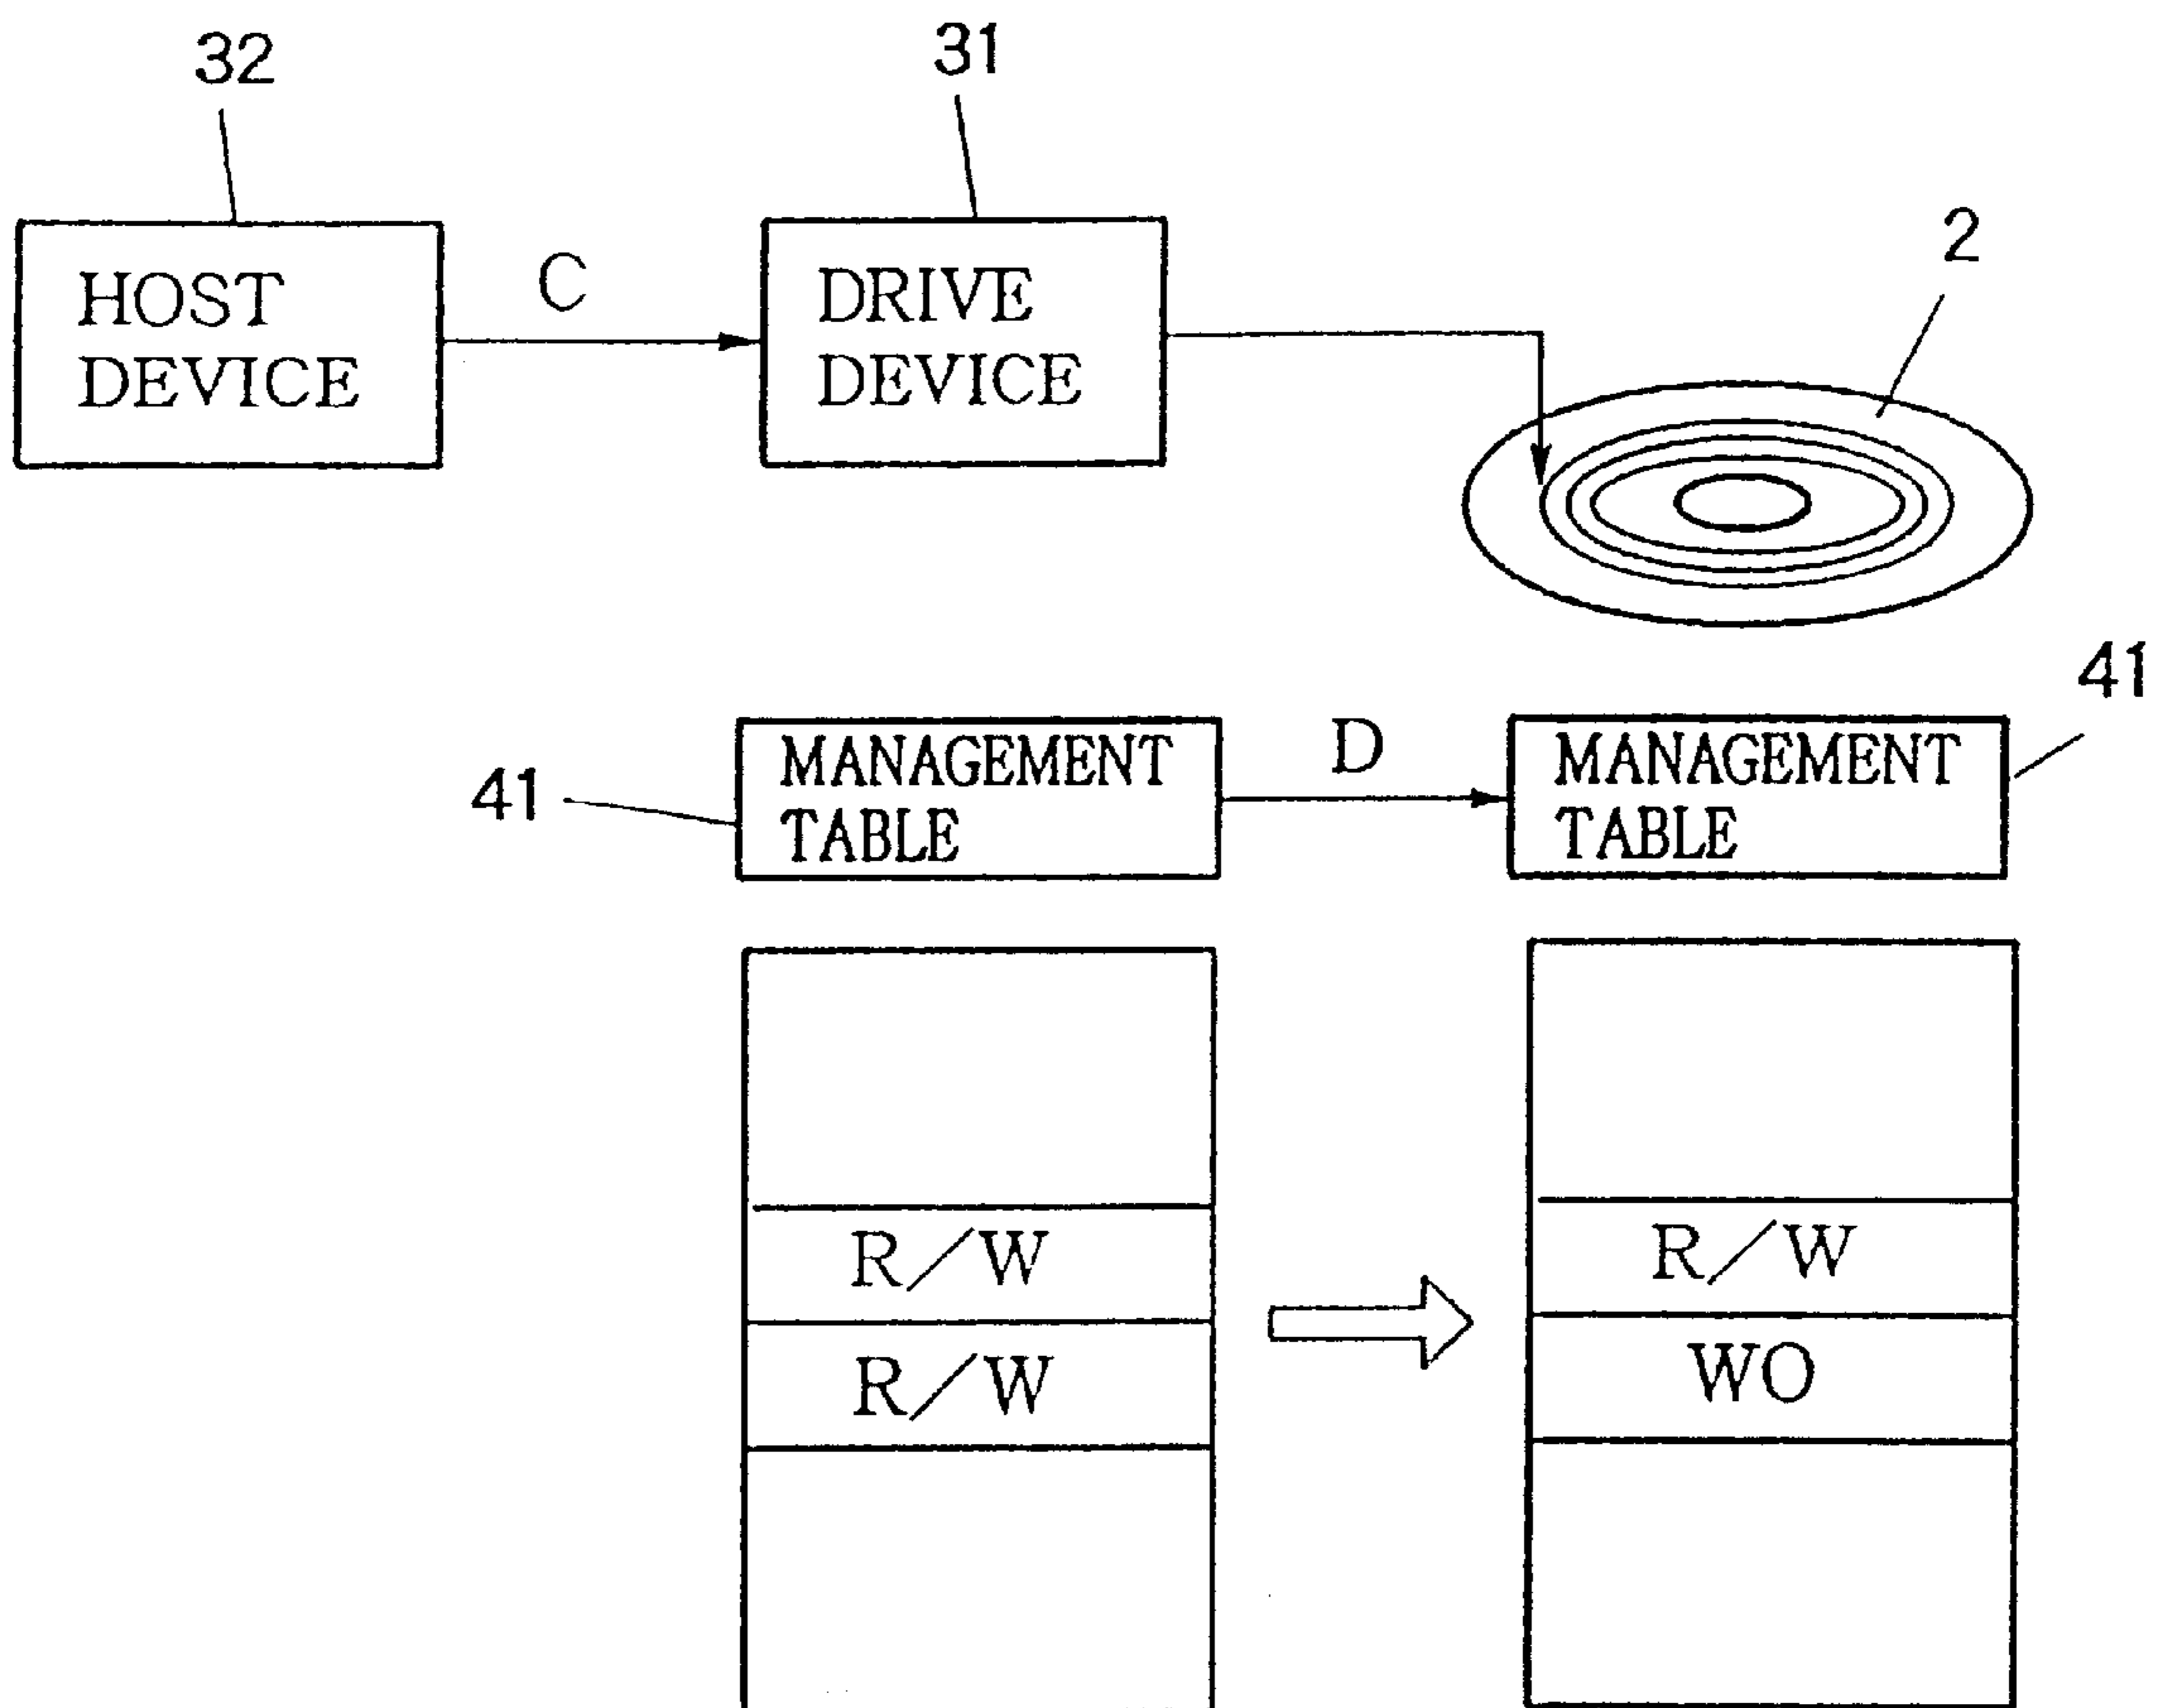 32
31
2
HOST
DEVICE
C
DRIVE
DEVICE
41
MANAGEMENT
TABLE
D
MANAGEMENT
TABLE
41
R/W
R/W
R/W
WO